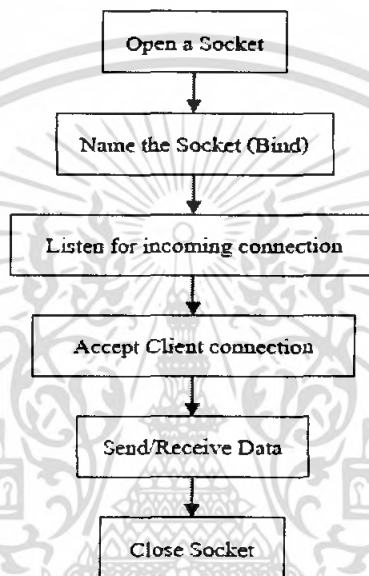 Open a Socket
Name the Socket (Bind)
Listen for incoming connection
Accept Client connection
Send/Receive Data
Close Socket